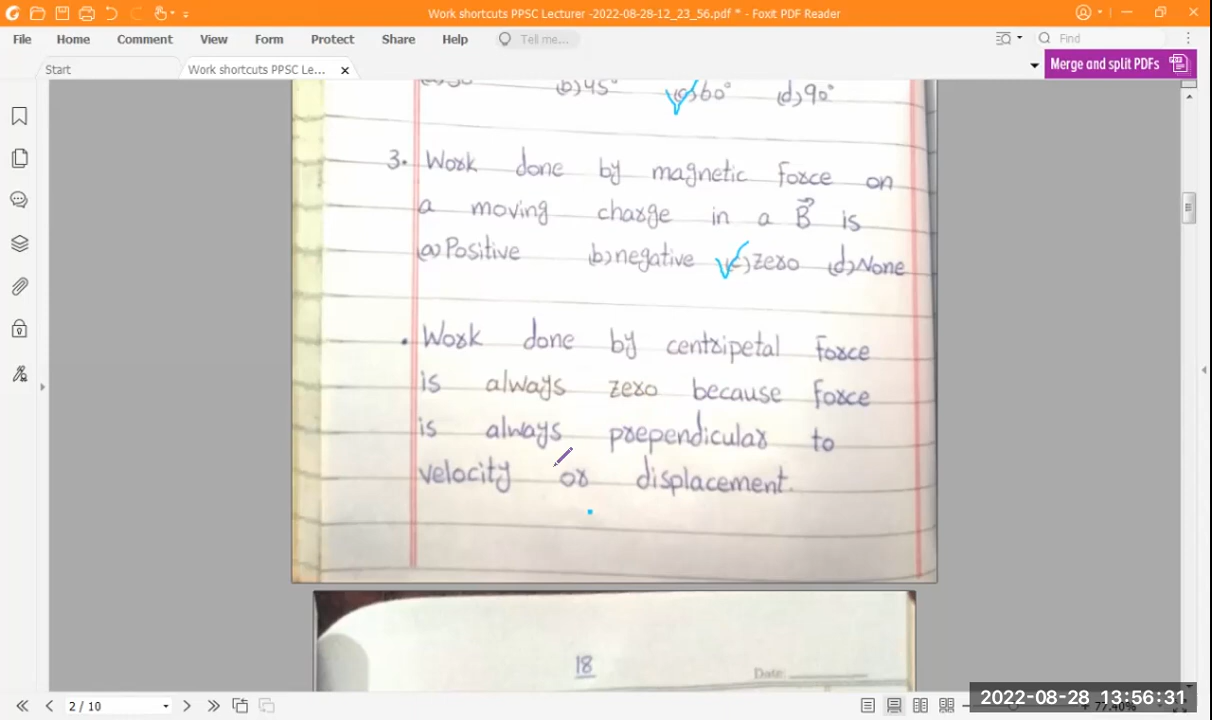 Work shortcuts PPSC Lecturer -2022-08-28-12_23_56.pdf * - Foxit PDF Reader
File Home Comment View Form Protect Share Help Tell me... Find
Start Work shortcuts PPSC Le... Merge and split PDFs
(b)45° (c)60° (d)90°
3. Work done by magnetic force on
a moving charge in a B⃗ is
(a)Positive (b)negative (c)zero (d)None
• Work done by centripetal force
is always zero because force
is always prependicular to
velocity or displacement.
18
Date:
2 / 10
77.40%
2022-08-28 13:56:31